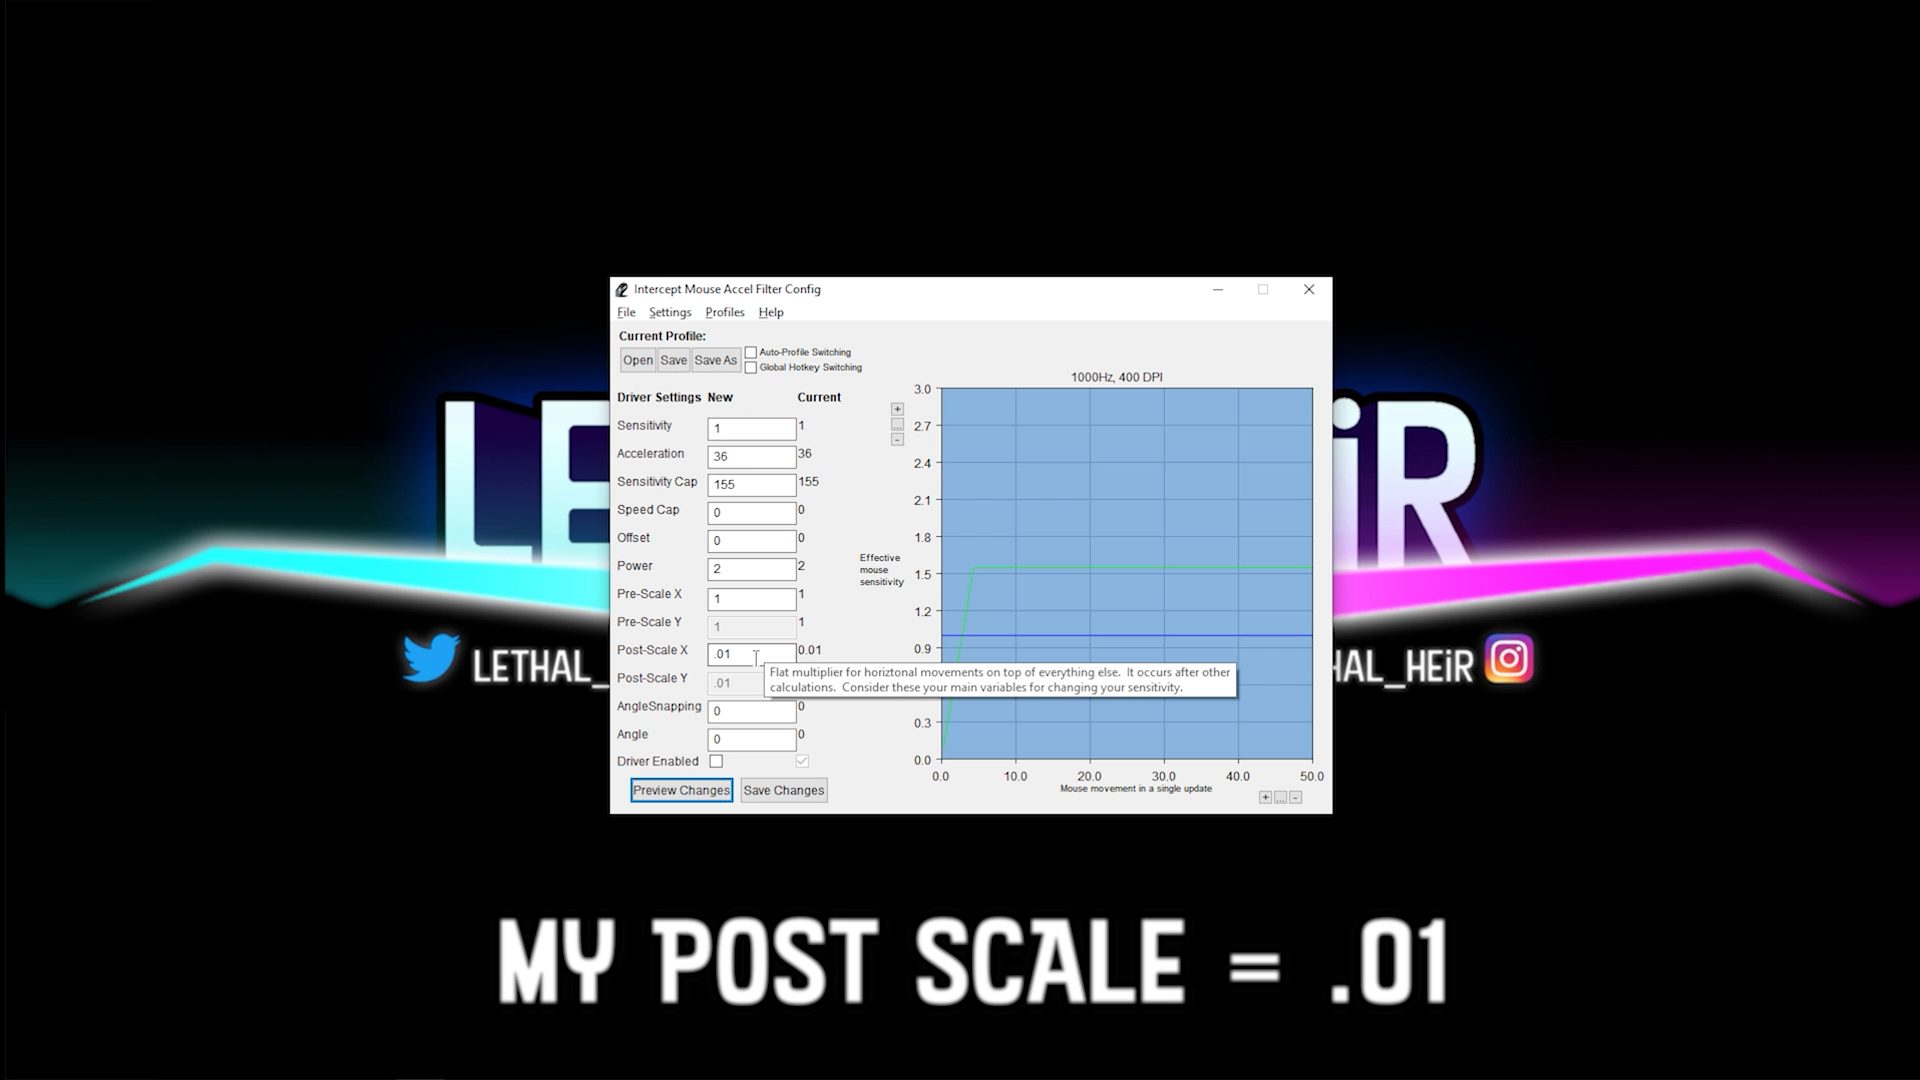 Intercept Mouse Accel Filter Config
File Settings Profiles Help
Current Profile:
Open Save Save As
Auto-Profile Switching
Global Hotkey Switching
Driver Settings New Current
Sensitivity 1 1
Acceleration 36 36
Sensitivity Cap 155 155
Speed Cap 0 0
Offset 0 0
Power 2 2
Pre-Scale X 1 1
Pre-Scale Y 1 1
Post-Scale X .01 0.01
Post-Scale Y .01
AngleSnapping 0 0
Angle 0 0
Driver Enabled
Preview Changes Save Changes
+
...
-
Effective
mouse
sensitivity
1000Hz, 400 DPI
3.0
2.7
2.4
2.1
1.8
1.5
1.2
0.9
0.3
0.0
0.0 10.0 20.0 30.0 40.0 50.0
Mouse movement in a single update
+ ... -
Flat multiplier for horiztonal movements on top of everything else. It occurs after other
calculations. Consider these your main variables for changing your sensitivity.
LE iR
LETHAL_ HAL_HEiR
MY POST SCALE = .01